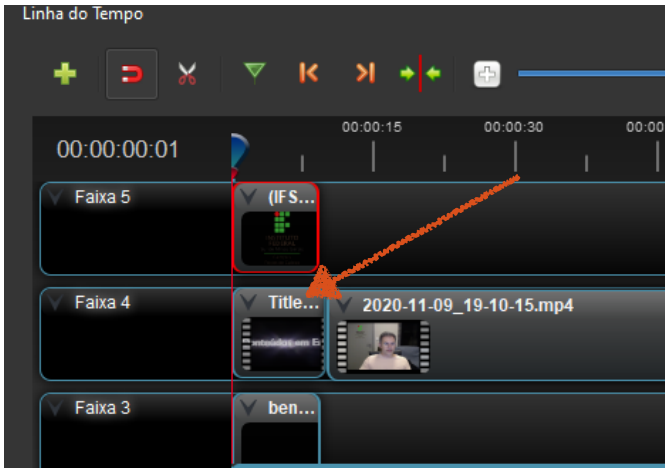 Linha do Tempo
00:00:15 00:00:30 00:00
00:00:00:01
Faixa 5 (IFS...
Faixa 4 Title... 2020-11-09_19-10-15.mp4
Faixa 3 ben...